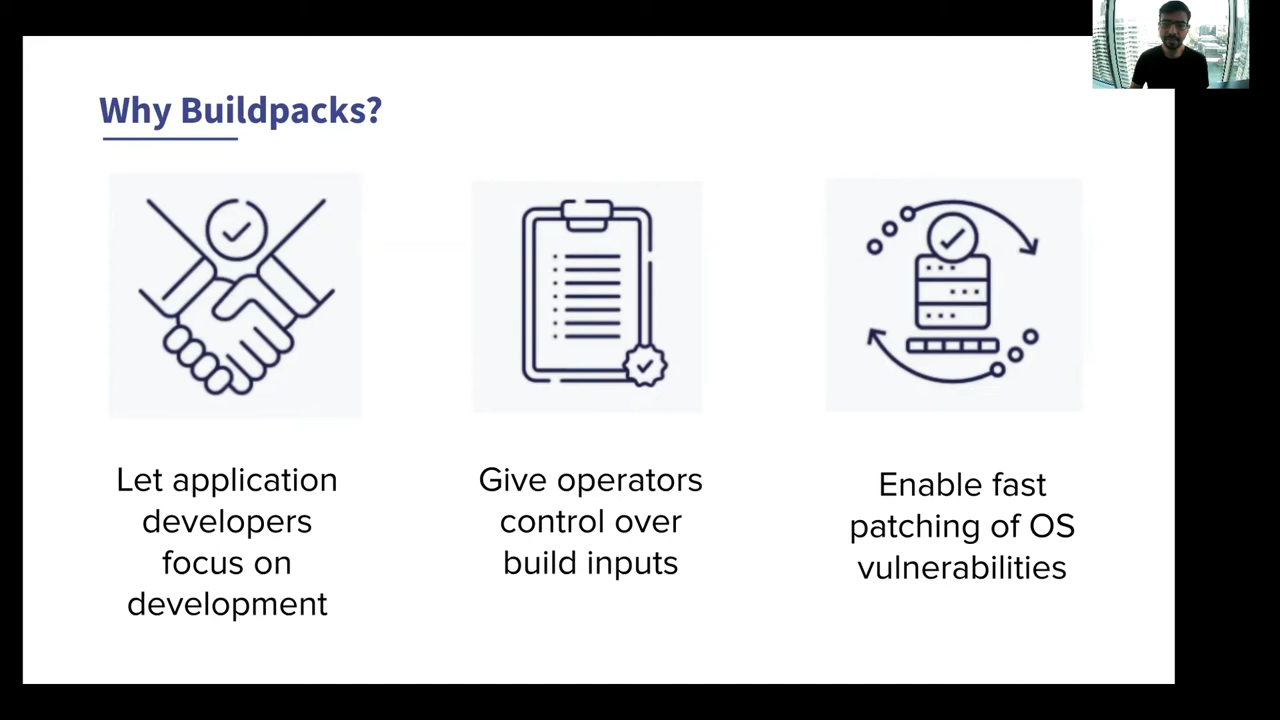 Why Buildpacks?
Let application
developers
focus on
development
Give operators
control over
build inputs
Enable fast
patching of OS
vulnerabilities